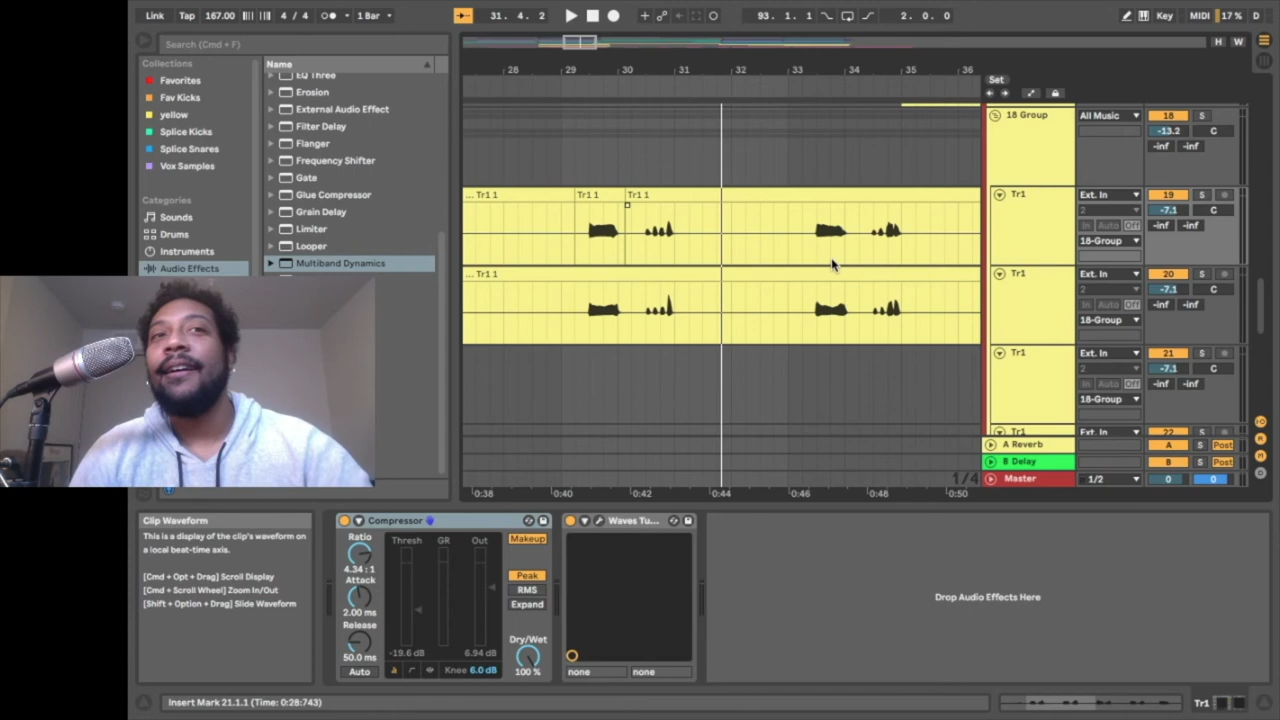 Link Tap 167.00 4 / 4 1 Bar 31. 4. 2 93. 1. 1 2. 0. 0 Key MIDI 17 % D
Search (Cmd + F) H W
Collections Name 28 29 30 31 32 33 34 35 36
Favorites EQ Three Set
Fav Kicks Erosion
yellow External Audio Effect 18 Group All Music 18 S
Splice Kicks Filter Delay -13.2 C
Splice Snares Flanger -inf -inf
Vox Samples Frequency Shifter
Gate
Categories Glue Compressor ... Tr1 1 Tr1 1 Tr1 1 Tr1 Ext. In 19 S
Sounds Grain Delay 2 -7.1 C
Drums Limiter In Auto Off -inf -inf
Instruments Looper 18-Group
Audio Effects Multiband Dynamics
... Tr1 1 Tr1 Ext. In 20 S
2 -7.1 C
In Auto Off -inf -inf
18-Group
Tr1 Ext. In 21 S
2 -7.1 C
In Auto Off -inf -inf
18-Group
Tr1 Ext. In 22
A Reverb A S Post
B Delay B S Post
1/4 Master 1/2 0 0
0:38 0:40 0:42 0:44 0:46 0:48 0:50
Clip Waveform
This is a display of the clip's waveform on
a local beat-time axis.
[Cmd + Opt + Drag] Scroll Display
[Cmd + Scroll Wheel] Zoom In/Out
[Shift + Option + Drag] Slide Waveform
Compressor
Ratio Thresh GR Out Makeup
4.34 : 1
Attack Peak
RMS
2.00 ms Expand
Release
Dry/Wet
50.0 ms -19.6 dB 6.94 dB
Auto Knee 6.0 dB 100 %
Waves Tu...
none none
Drop Audio Effects Here
Insert Mark 21.1.1 (Time: 0:28:743) Tr1